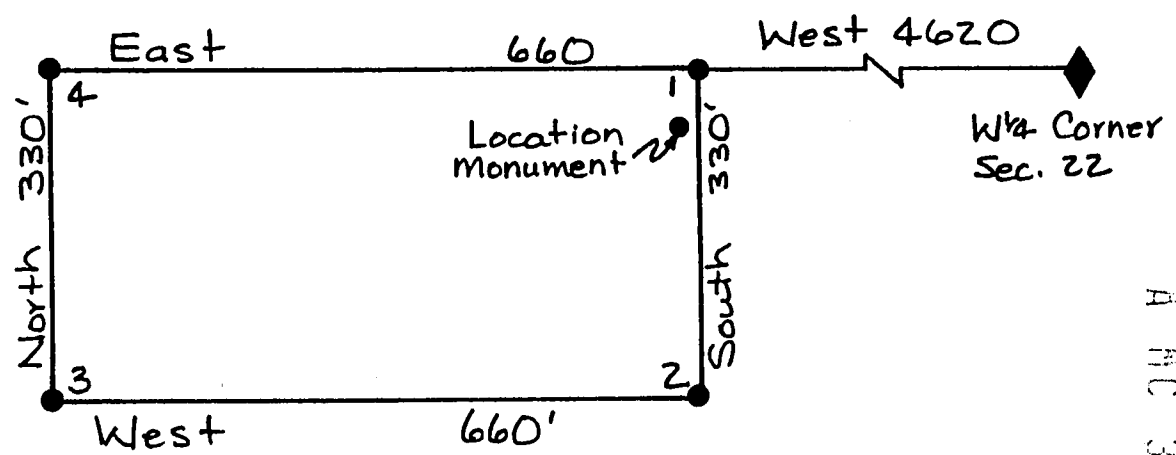 East 660
West 4620
4
1
Location
Monument
W¼ Corner
Sec. 22
North 330'
South 330'
3
2
West 660'